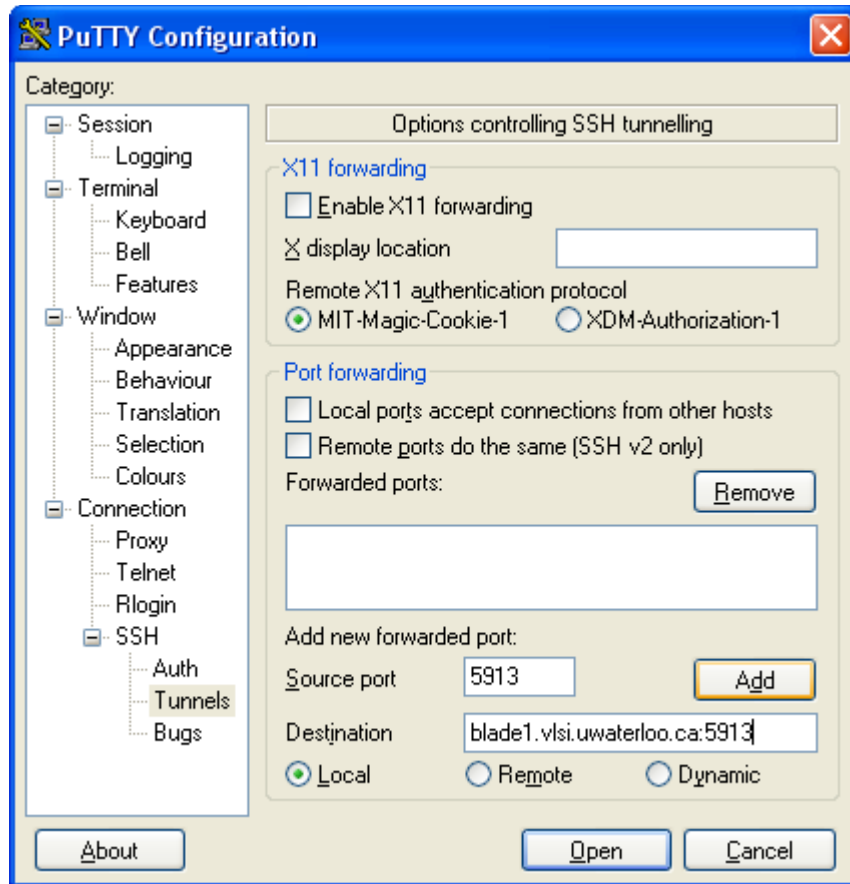 PuTTY Configuration
Category:
Session
Logging
Terminal
Keyboard
Bell
Features
Window
Appearance
Behaviour
Translation
Selection
Colours
Connection
Proxy
Telnet
Rlogin
SSH
Auth
Tunnels
Bugs
Options controlling SSH tunnelling
X11 forwarding
Enable X11 forwarding
X display location
Remote X11 authentication protocol
MIT-Magic-Cookie-1 XDM-Authorization-1
Port forwarding
Local ports accept connections from other hosts
Remote ports do the same (SSH v2 only)
Forwarded ports: Remove
Add new forwarded port:
Source port 5913 Add
Destination blade1.vlsi.uwaterloo.ca:5913
Local Remote Dynamic
About Open Cancel